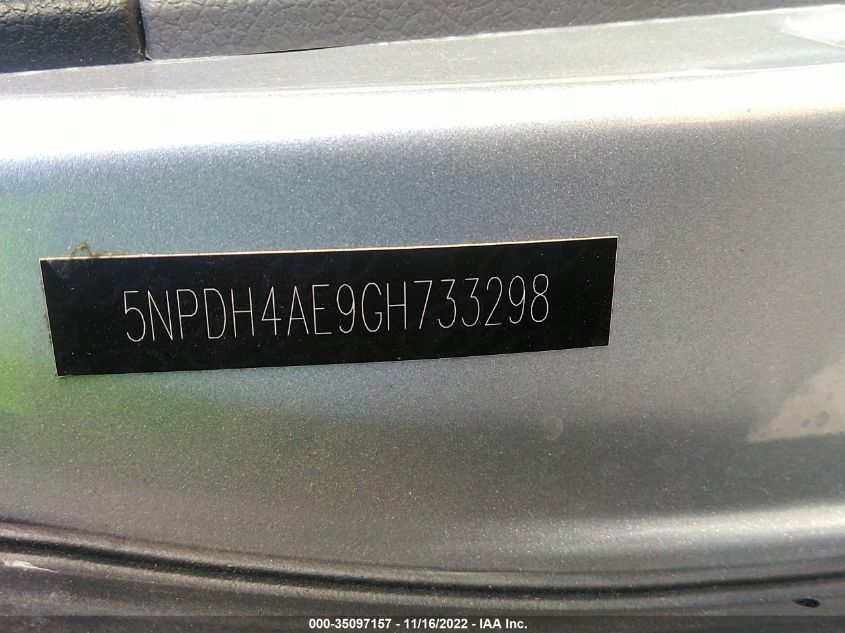 5NPDH4AE9GH733298
000-35097157 - 11/16/2022 - IAA Inc.